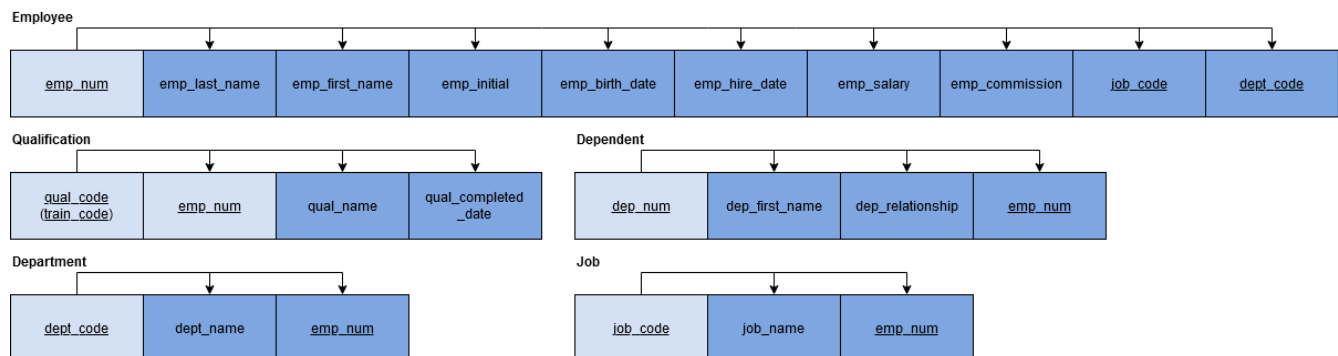 Employee
emp_num emp_last_name emp_first_name emp_initial emp_birth_date emp_hire_date emp_salary emp_commission job_code dept_code
Qualification
qual_code
(train_code)
emp_num
qual_name
qual_completed
_date
Dependent
dep_num dep_first_name dep_relationship emp_num
Department
dept_code dept_name emp_num
Job
job_code job_name emp_num